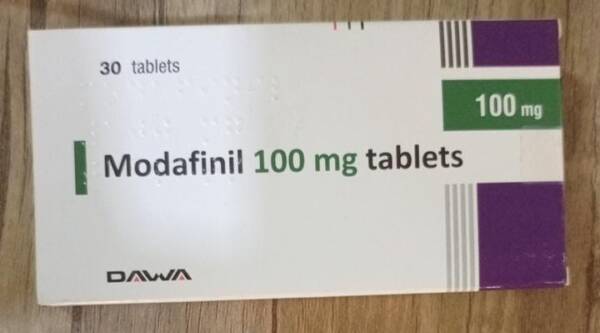 30 tablets
100 mg
Modafinil 100 mg tablets
DAWA